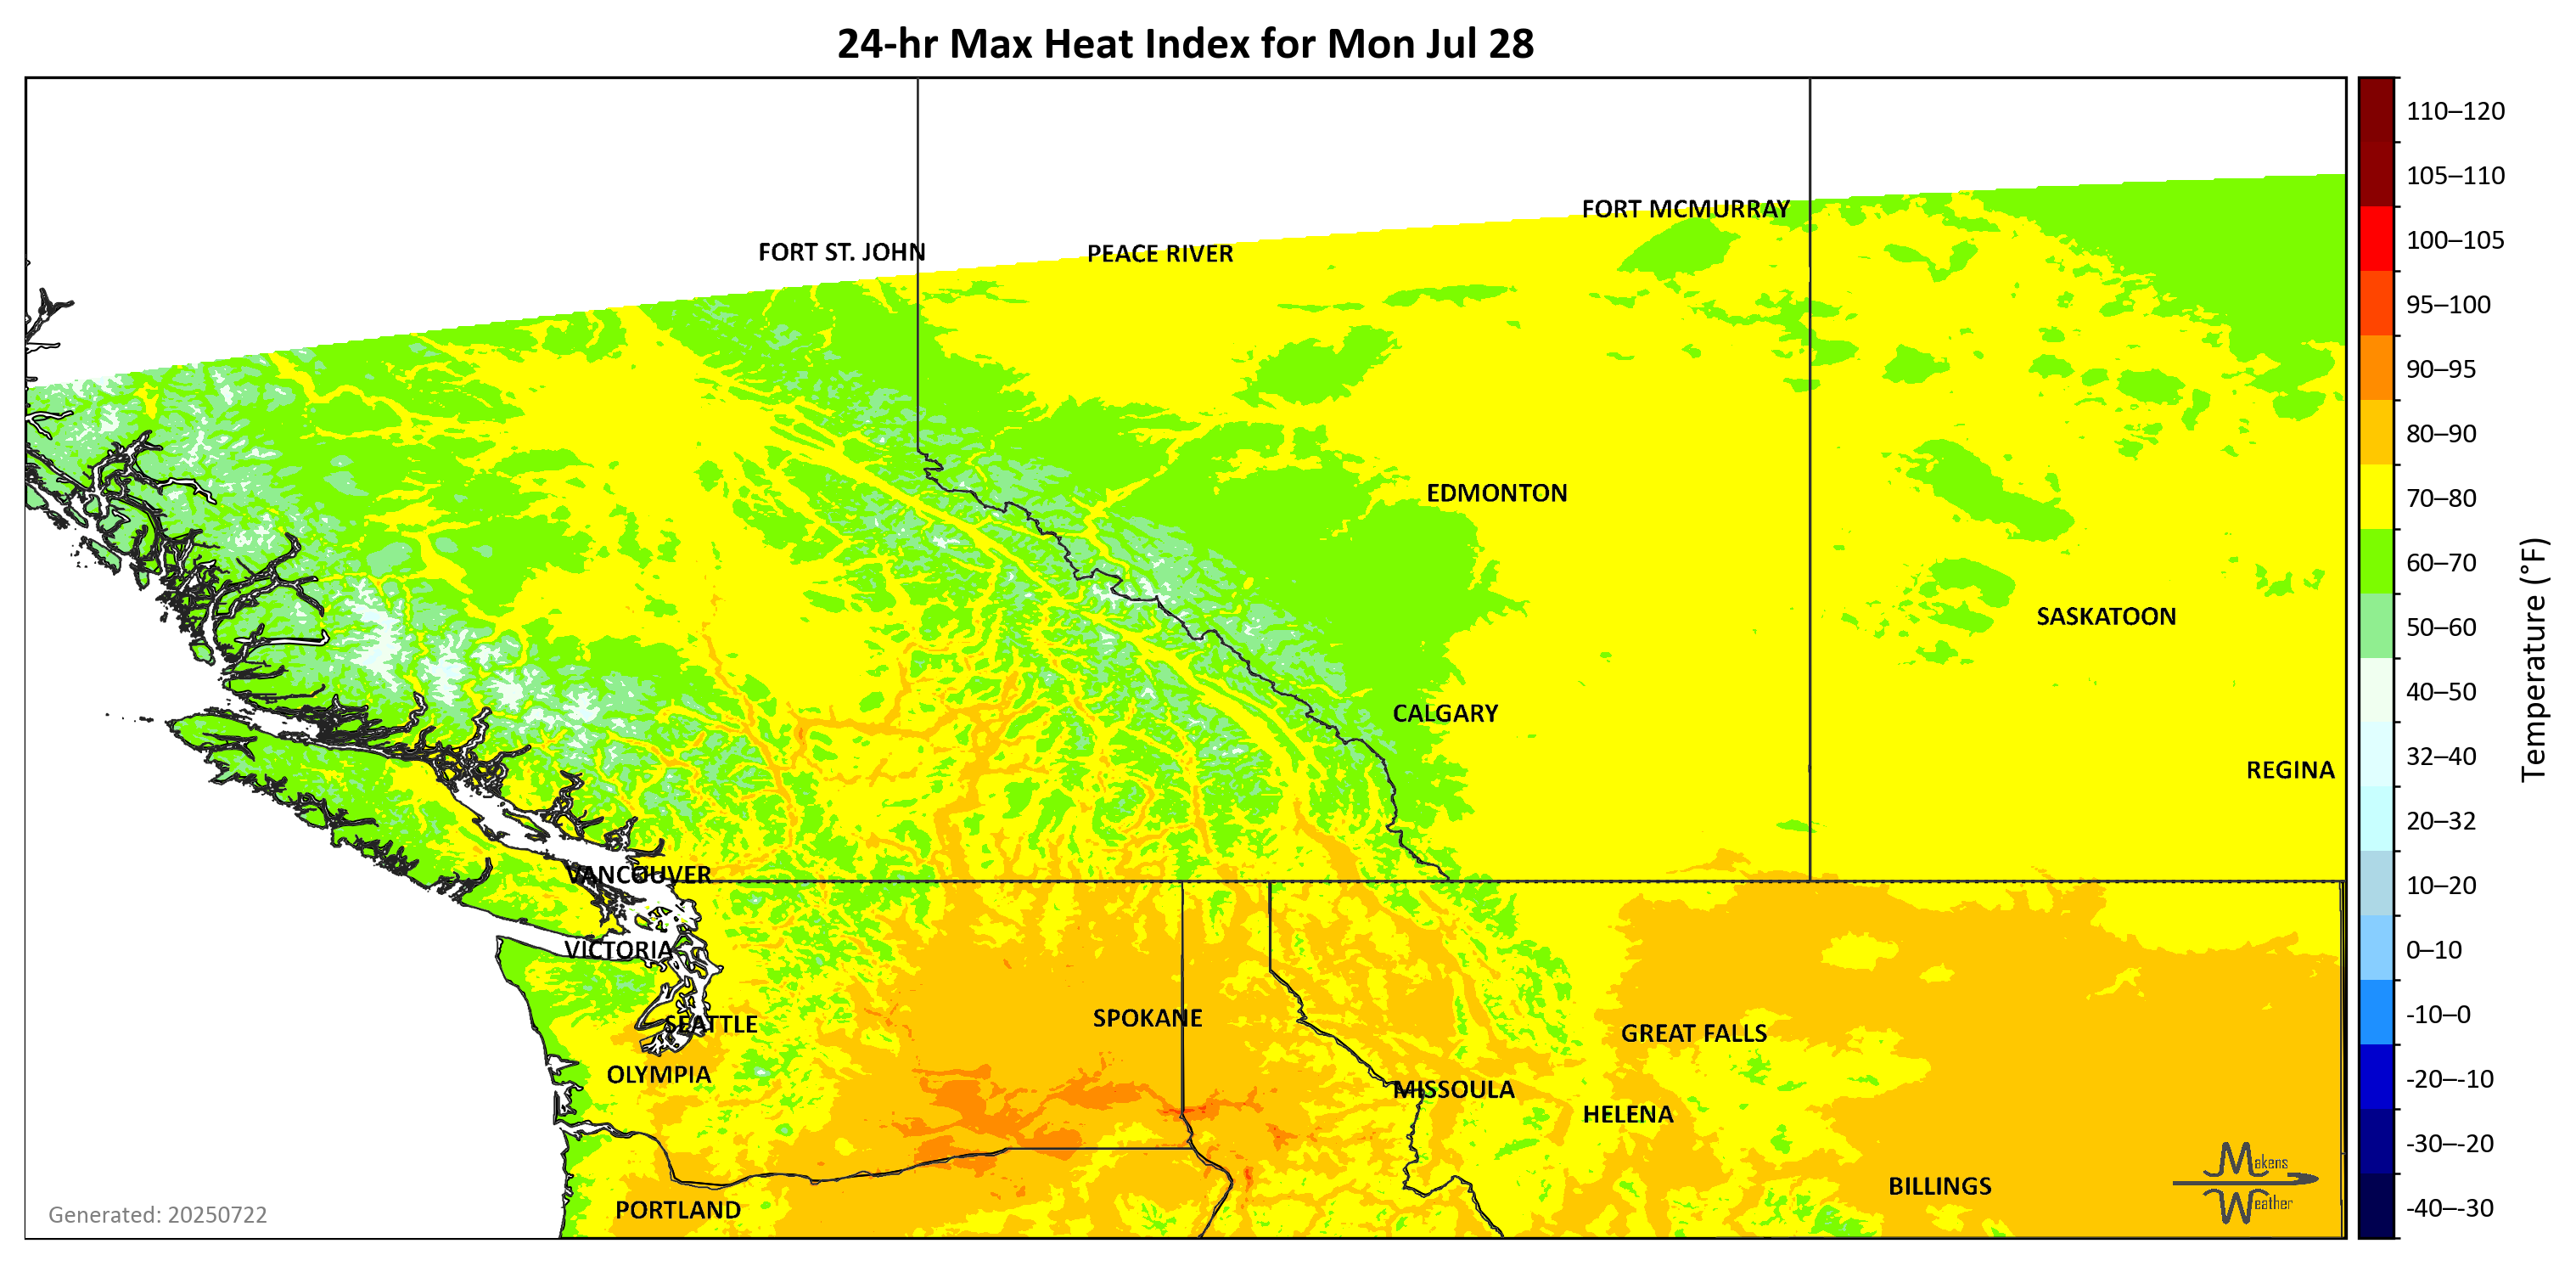 24-hr Max Heat Index for Mon Jul 28
FORT MCMURRAY
FORT ST. JOHN
PEACE RIVER
EDMONTON
SASKATOON
CALGARY
REGINA
VANCOUVER
VICTORIA
SEATTLE
SPOKANE
GREAT FALLS
OLYMPIA
MISSOULA
HELENA
BILLINGS
PORTLAND
Makens
Weather
Generated: 20250722
110–120
105–110
100–105
95–100
90–95
80–90
70–80
60–70
50–60
40–50
32–40
20–32
10–20
0–10
-10–0
-20–-10
-30–-20
-40–-30
Temperature (°F)